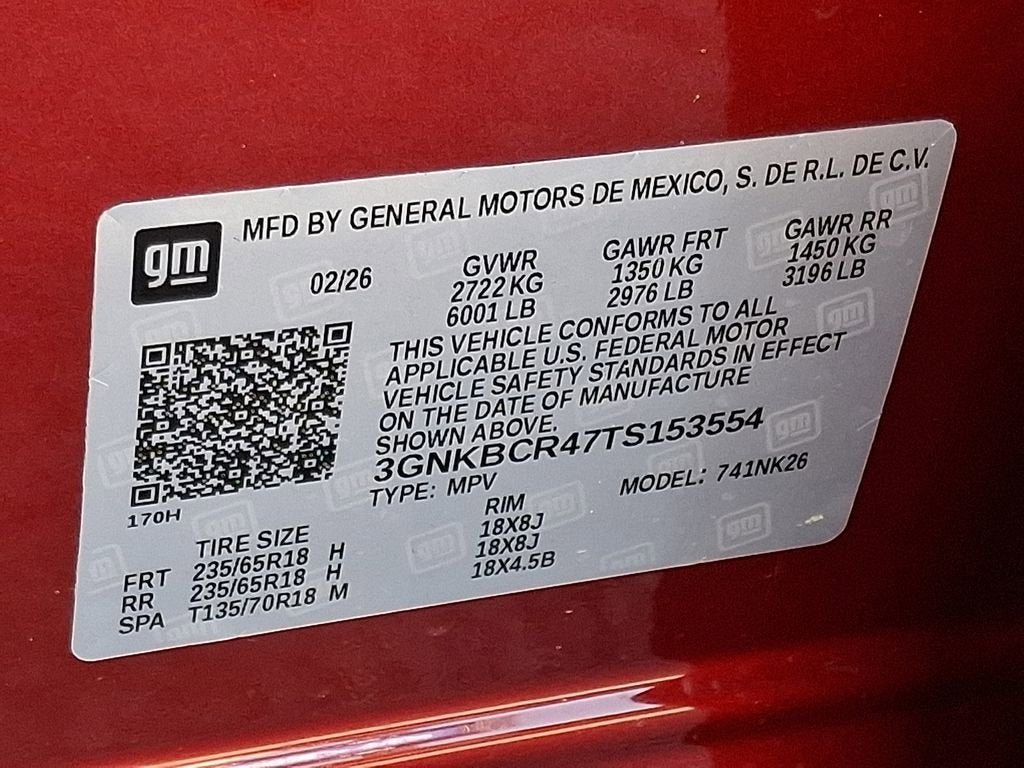 gm
MFD BY GENERAL MOTORS DE MEXICO, S. DE R.L. DE C.V.
02/26
GVWR GAWR FRT GAWR RR
2722 KG 1350 KG 1450 KG
6001 LB 2976 LB 3196 LB
THIS VEHICLE CONFORMS TO ALL
APPLICABLE U.S. FEDERAL MOTOR
VEHICLE SAFETY STANDARDS IN EFFECT
ON THE DATE OF MANUFACTURE
SHOWN ABOVE.
3GNKBCR47TS153554
TYPE: MPV MODEL: 741NK26
170H
TIRE SIZE RIM
FRT 235/65R18 H 18X8J
RR 235/65R18 H 18X8J
SPA T135/70R18 M 18X4.5B